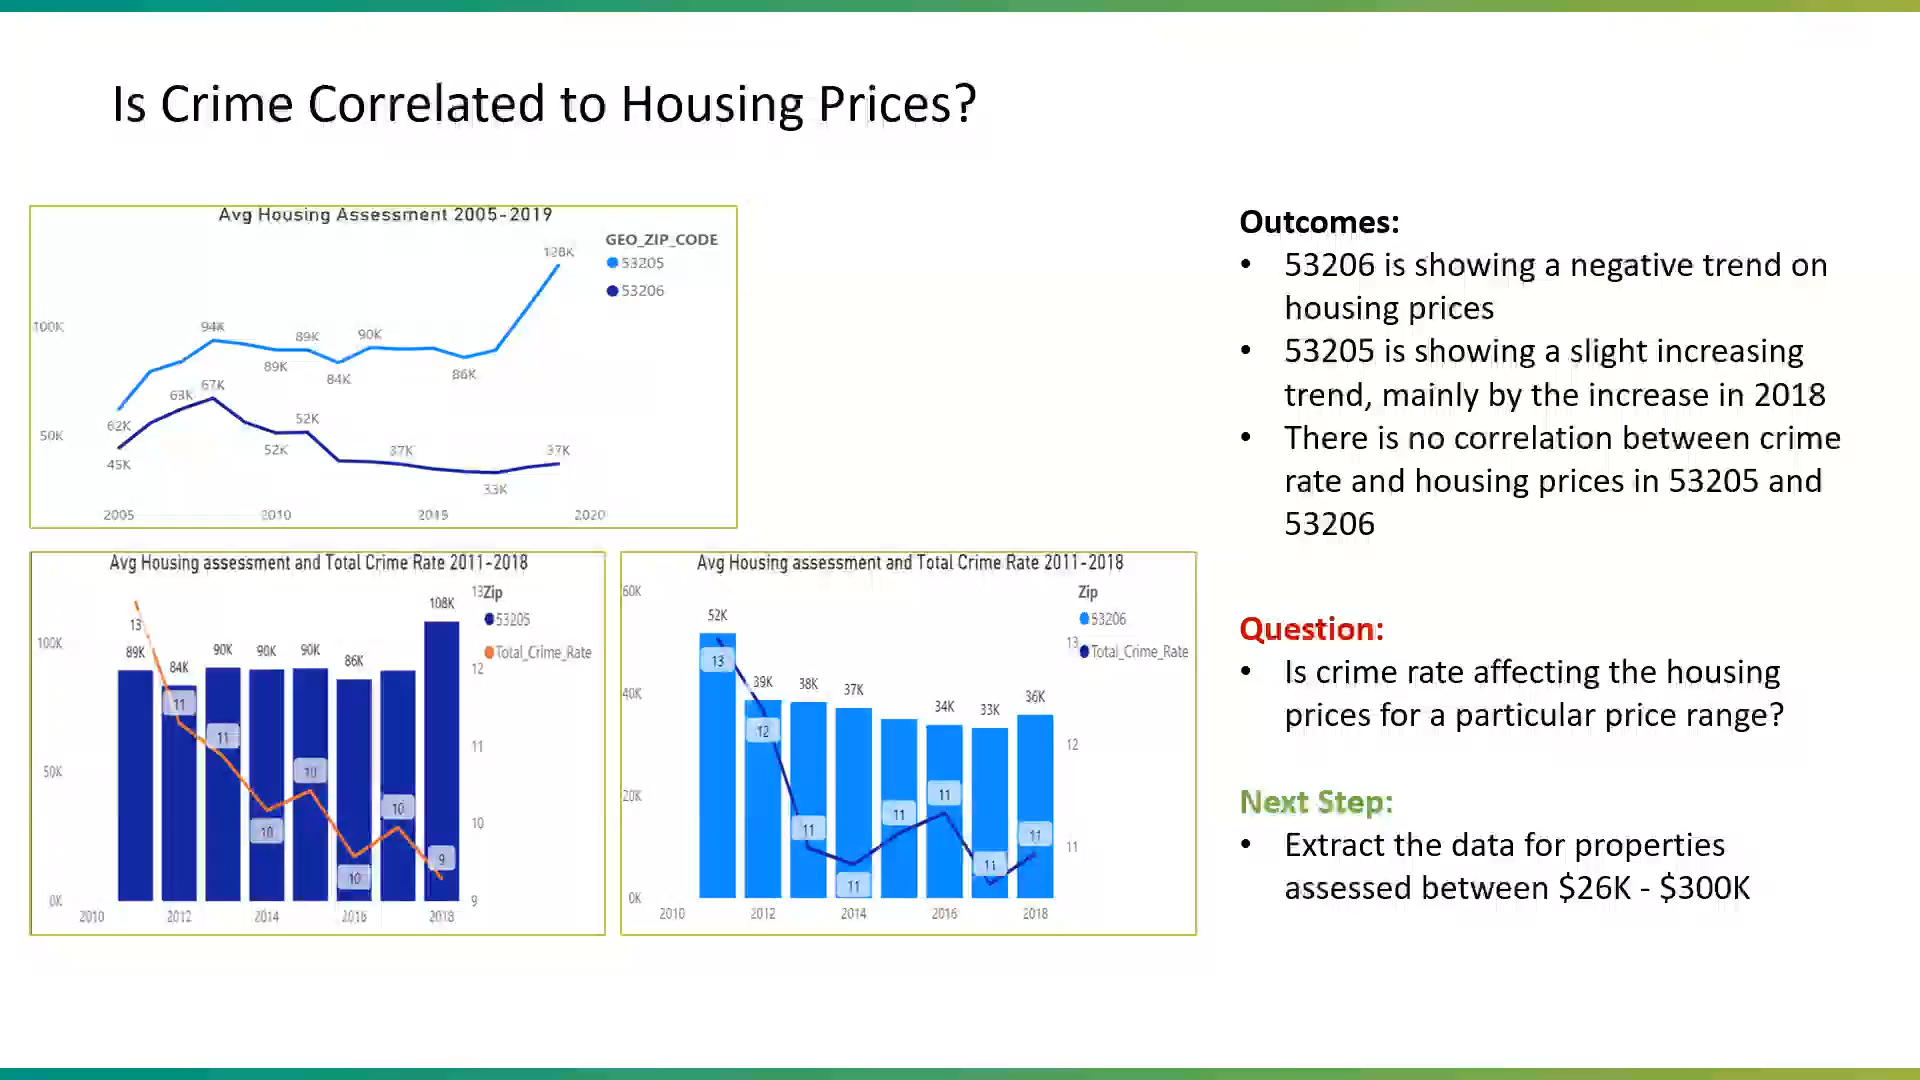 Is Crime Correlated to Housing Prices?
Avg Housing Assessment 2005-2019
GEO_ZIP_CODE
53205
53206
128K
100K
94K
89K
90K
89K
84K
86K
67K
63K
62K
52K
50K
52K
45K
37K
37K
33K
2005
2010
2015
2020
Avg Housing assessment and Total Crime Rate 2011-2018
Zip
53205
Total_Crime_Rate
13
12
11
10
9
100K
50K
0K
89K
84K
90K
90K
90K
86K
108K
13
11
11
10
10
10
10
9
2010
2012
2014
2016
2018
Avg Housing assessment and Total Crime Rate 2011-2018
Zip
53206
Total_Crime_Rate
60K
40K
20K
0K
52K
39K
38K
37K
34K
33K
36K
13
12
11
11
11
11
11
11
13
12
11
2010
2012
2014
2016
2018
Outcomes:
• 53206 is showing a negative trend on
housing prices
• 53205 is showing a slight increasing
trend, mainly by the increase in 2018
• There is no correlation between crime
rate and housing prices in 53205 and
53206
Question:
• Is crime rate affecting the housing
prices for a particular price range?
Next Step:
• Extract the data for properties
assessed between $26K - $300K